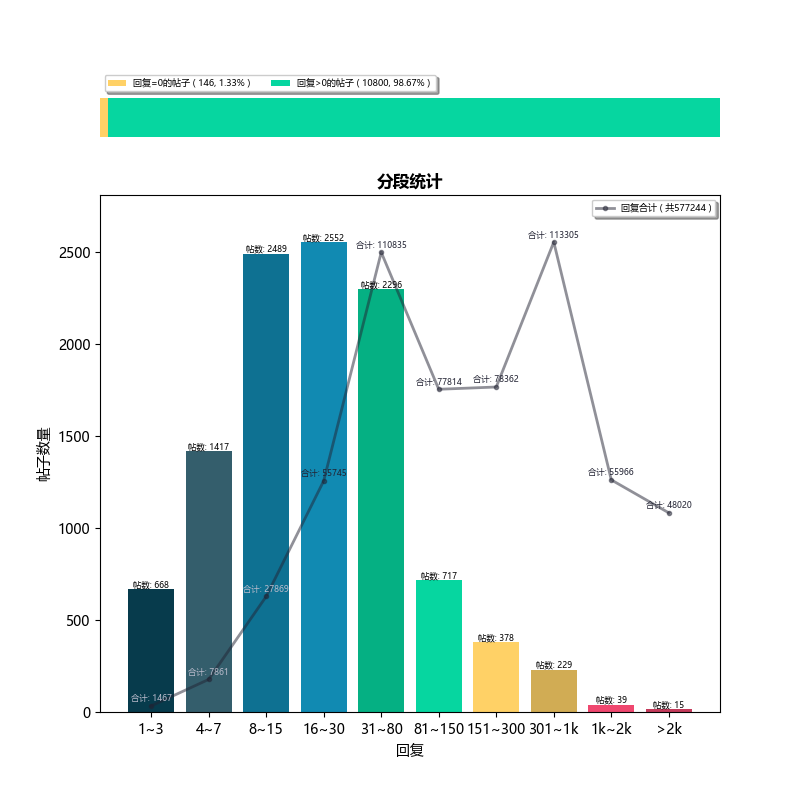 回复=0的帖子 ( 146, 1.33% )
回复>0的帖子 ( 10800, 98.67% )
分段统计
回复合计 ( 共577244 )
帖数: 668
帖数: 1417
帖数: 2489
帖数: 2552
帖数: 2296
帖数: 717
帖数: 378
帖数: 229
帖数: 39
帖数: 15
合计: 1467
合计: 7861
合计: 27869
合计: 55745
合计: 110835
合计: 77814
合计: 78362
合计: 113305
合计: 55966
合计: 48020
帖子数量
2500
2000
1500
1000
500
0
1~3
4~7
8~15
16~30
31~80
81~150
151~300
301~1k
1k~2k
>2k
回复